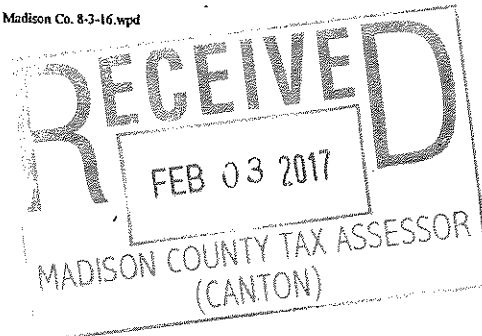 Madison Co. 8-3-16.wpd
RECEIVED
FEB 03 2017
MADISON COUNTY TAX ASSESSOR
(CANTON)